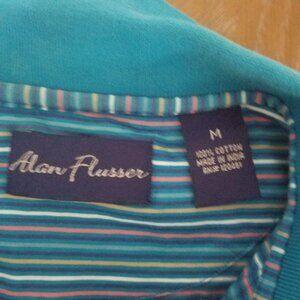 Alan Flusser
M
100% COTTON
MADE IN INDIA